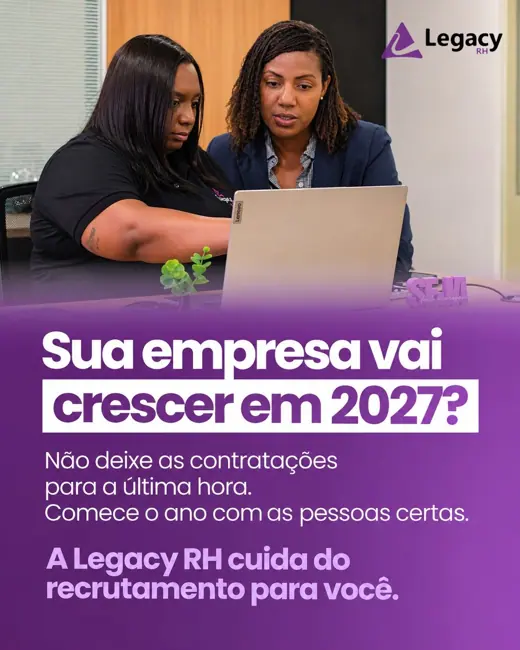 Legacy
RH
Lenovo
Sua empresa vai
crescer em 2027?
Não deixe as contratações
para a última hora.
Comece o ano com as pessoas certas.
A Legacy RH cuida do
recrutamento para você.